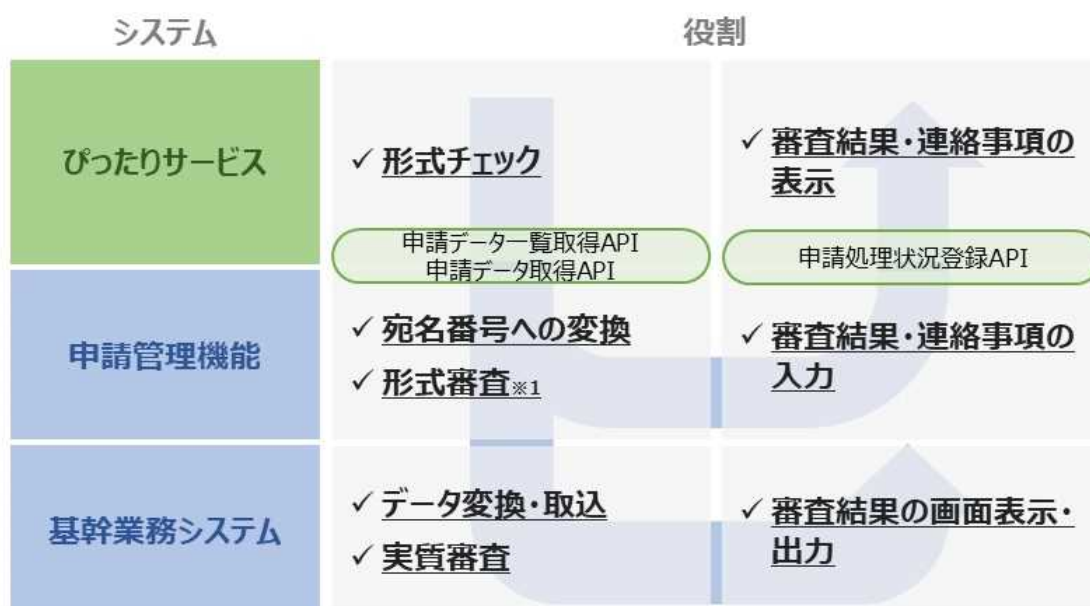 システム
役割
ぴったりサービス
✓ 形式チェック
✓ 審査結果・連絡事項の
表示
申請データ一覧取得API
申請データ取得API
申請処理状況登録API
申請管理機能
✓ 宛名番号への変換
✓ 形式審査※1
✓ 審査結果・連絡事項の
入力
基幹業務システム
✓ データ変換・取込
✓ 実質審査
✓ 審査結果の画面表示・
出力